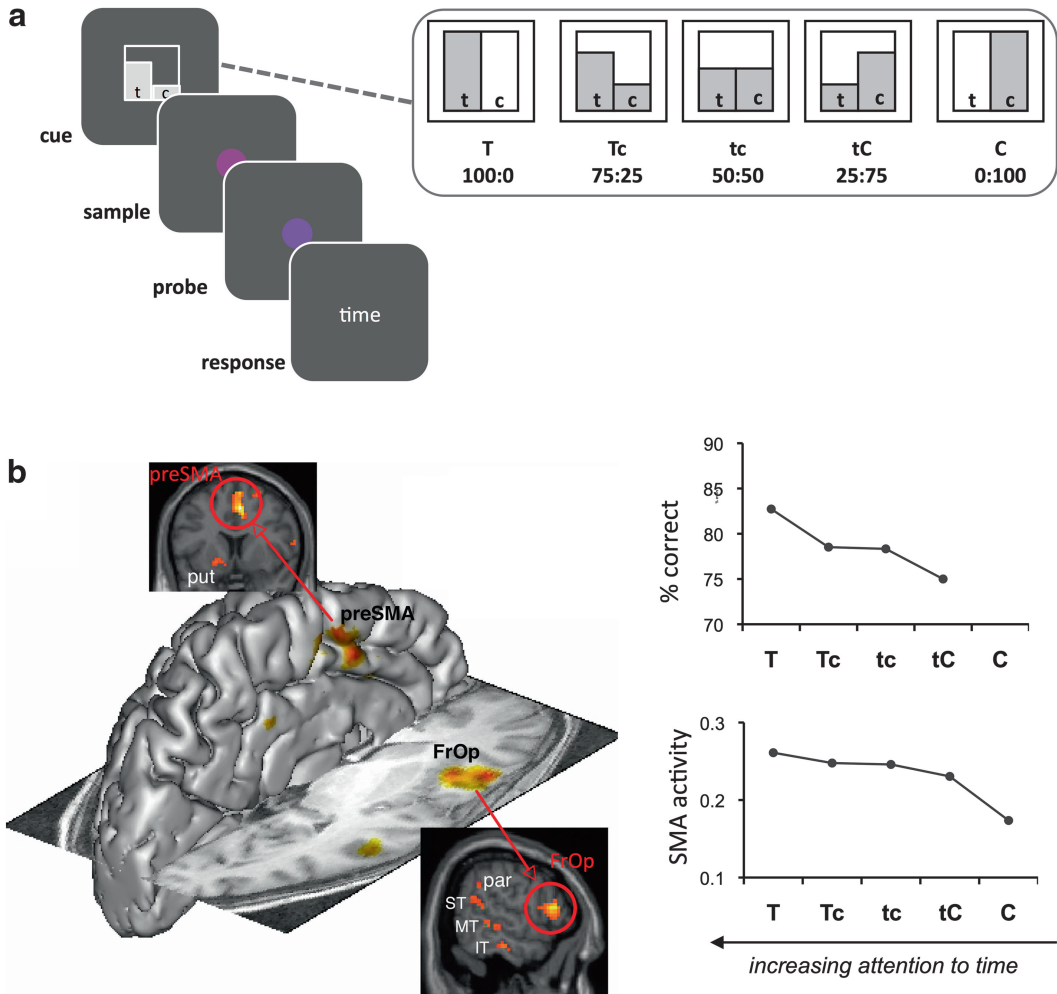 a
t c
cue
sample
probe
time
response
t c t c t c t c t c
T Tc tc tC C
100:0 75:25 50:50 25:75 0:100
b
preSMA
put
preSMA
FrOp
FrOp
par
ST
MT
IT
% correct
90
85
80
75
70
T Tc tc tC C
SMA activity
0.3
0.2
0.1
T Tc tc tC C
increasing attention to time